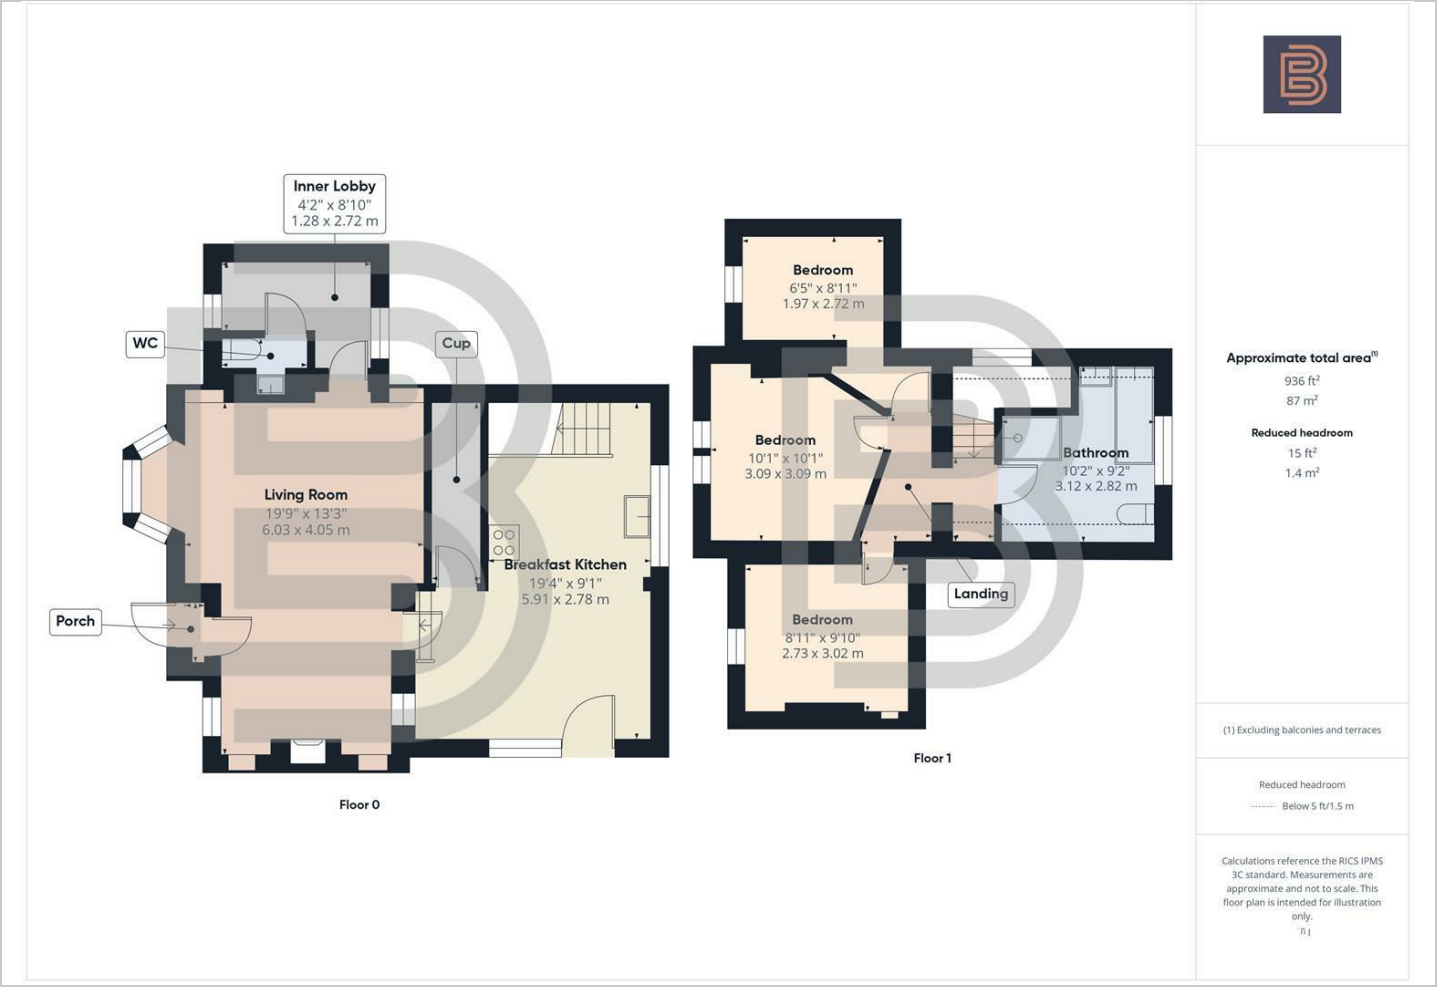 Inner Lobby
4'2" x 8'10"
1.28 x 2.72 m
WC
Cup
Living Room
19'9" x 13'3"
6.03 x 4.05 m
Breakfast Kitchen
19'4" x 9'1"
5.91 x 2.78 m
Porch
Floor 0
Bedroom
6'5" x 8'11"
1.97 x 2.72 m
Bedroom
10'1" x 10'1"
3.09 x 3.09 m
Bathroom
10'2" x 9'2"
3.12 x 2.82 m
Landing
Bedroom
8'11" x 9'10"
2.73 x 3.02 m
Floor 1
B
Approximate total area(1)
936 ft²
87 m²
Reduced headroom
15 ft²
1.4 m²
(1) Excluding balconies and terraces
Reduced headroom
Below 5 ft/1.5 m
Calculations reference the RICS IPMS
3C standard. Measurements are
approximate and not to scale. This
floor plan is intended for illustration
only.